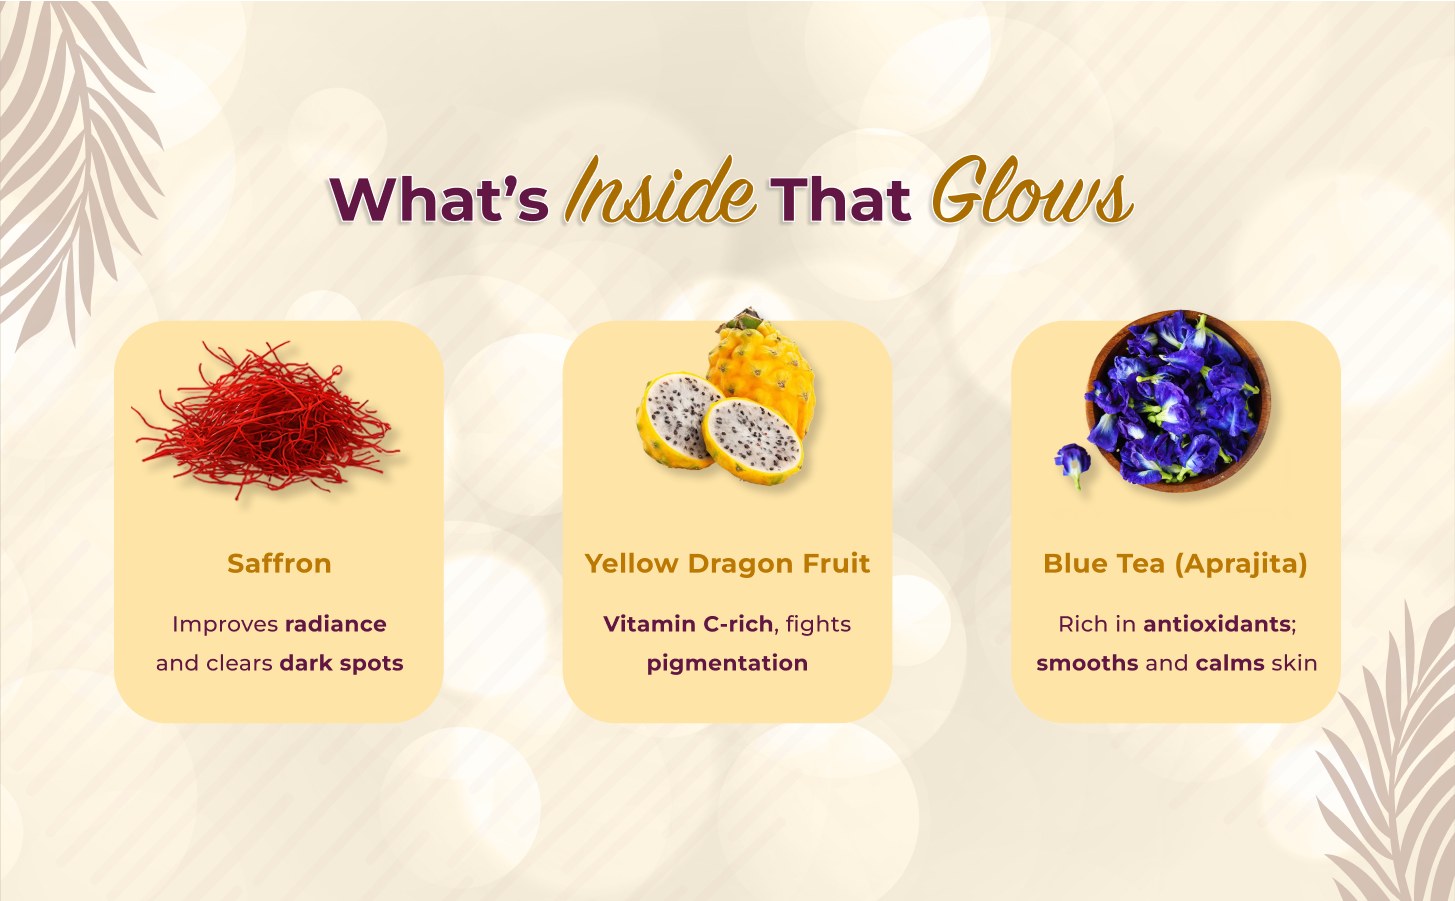 What's Inside That Glows
Saffron
Improves radiance
and clears dark spots
Yellow Dragon Fruit
Vitamin C-rich, fights
pigmentation
Blue Tea (Aprajita)
Rich in antioxidants;
smooths and calms skin